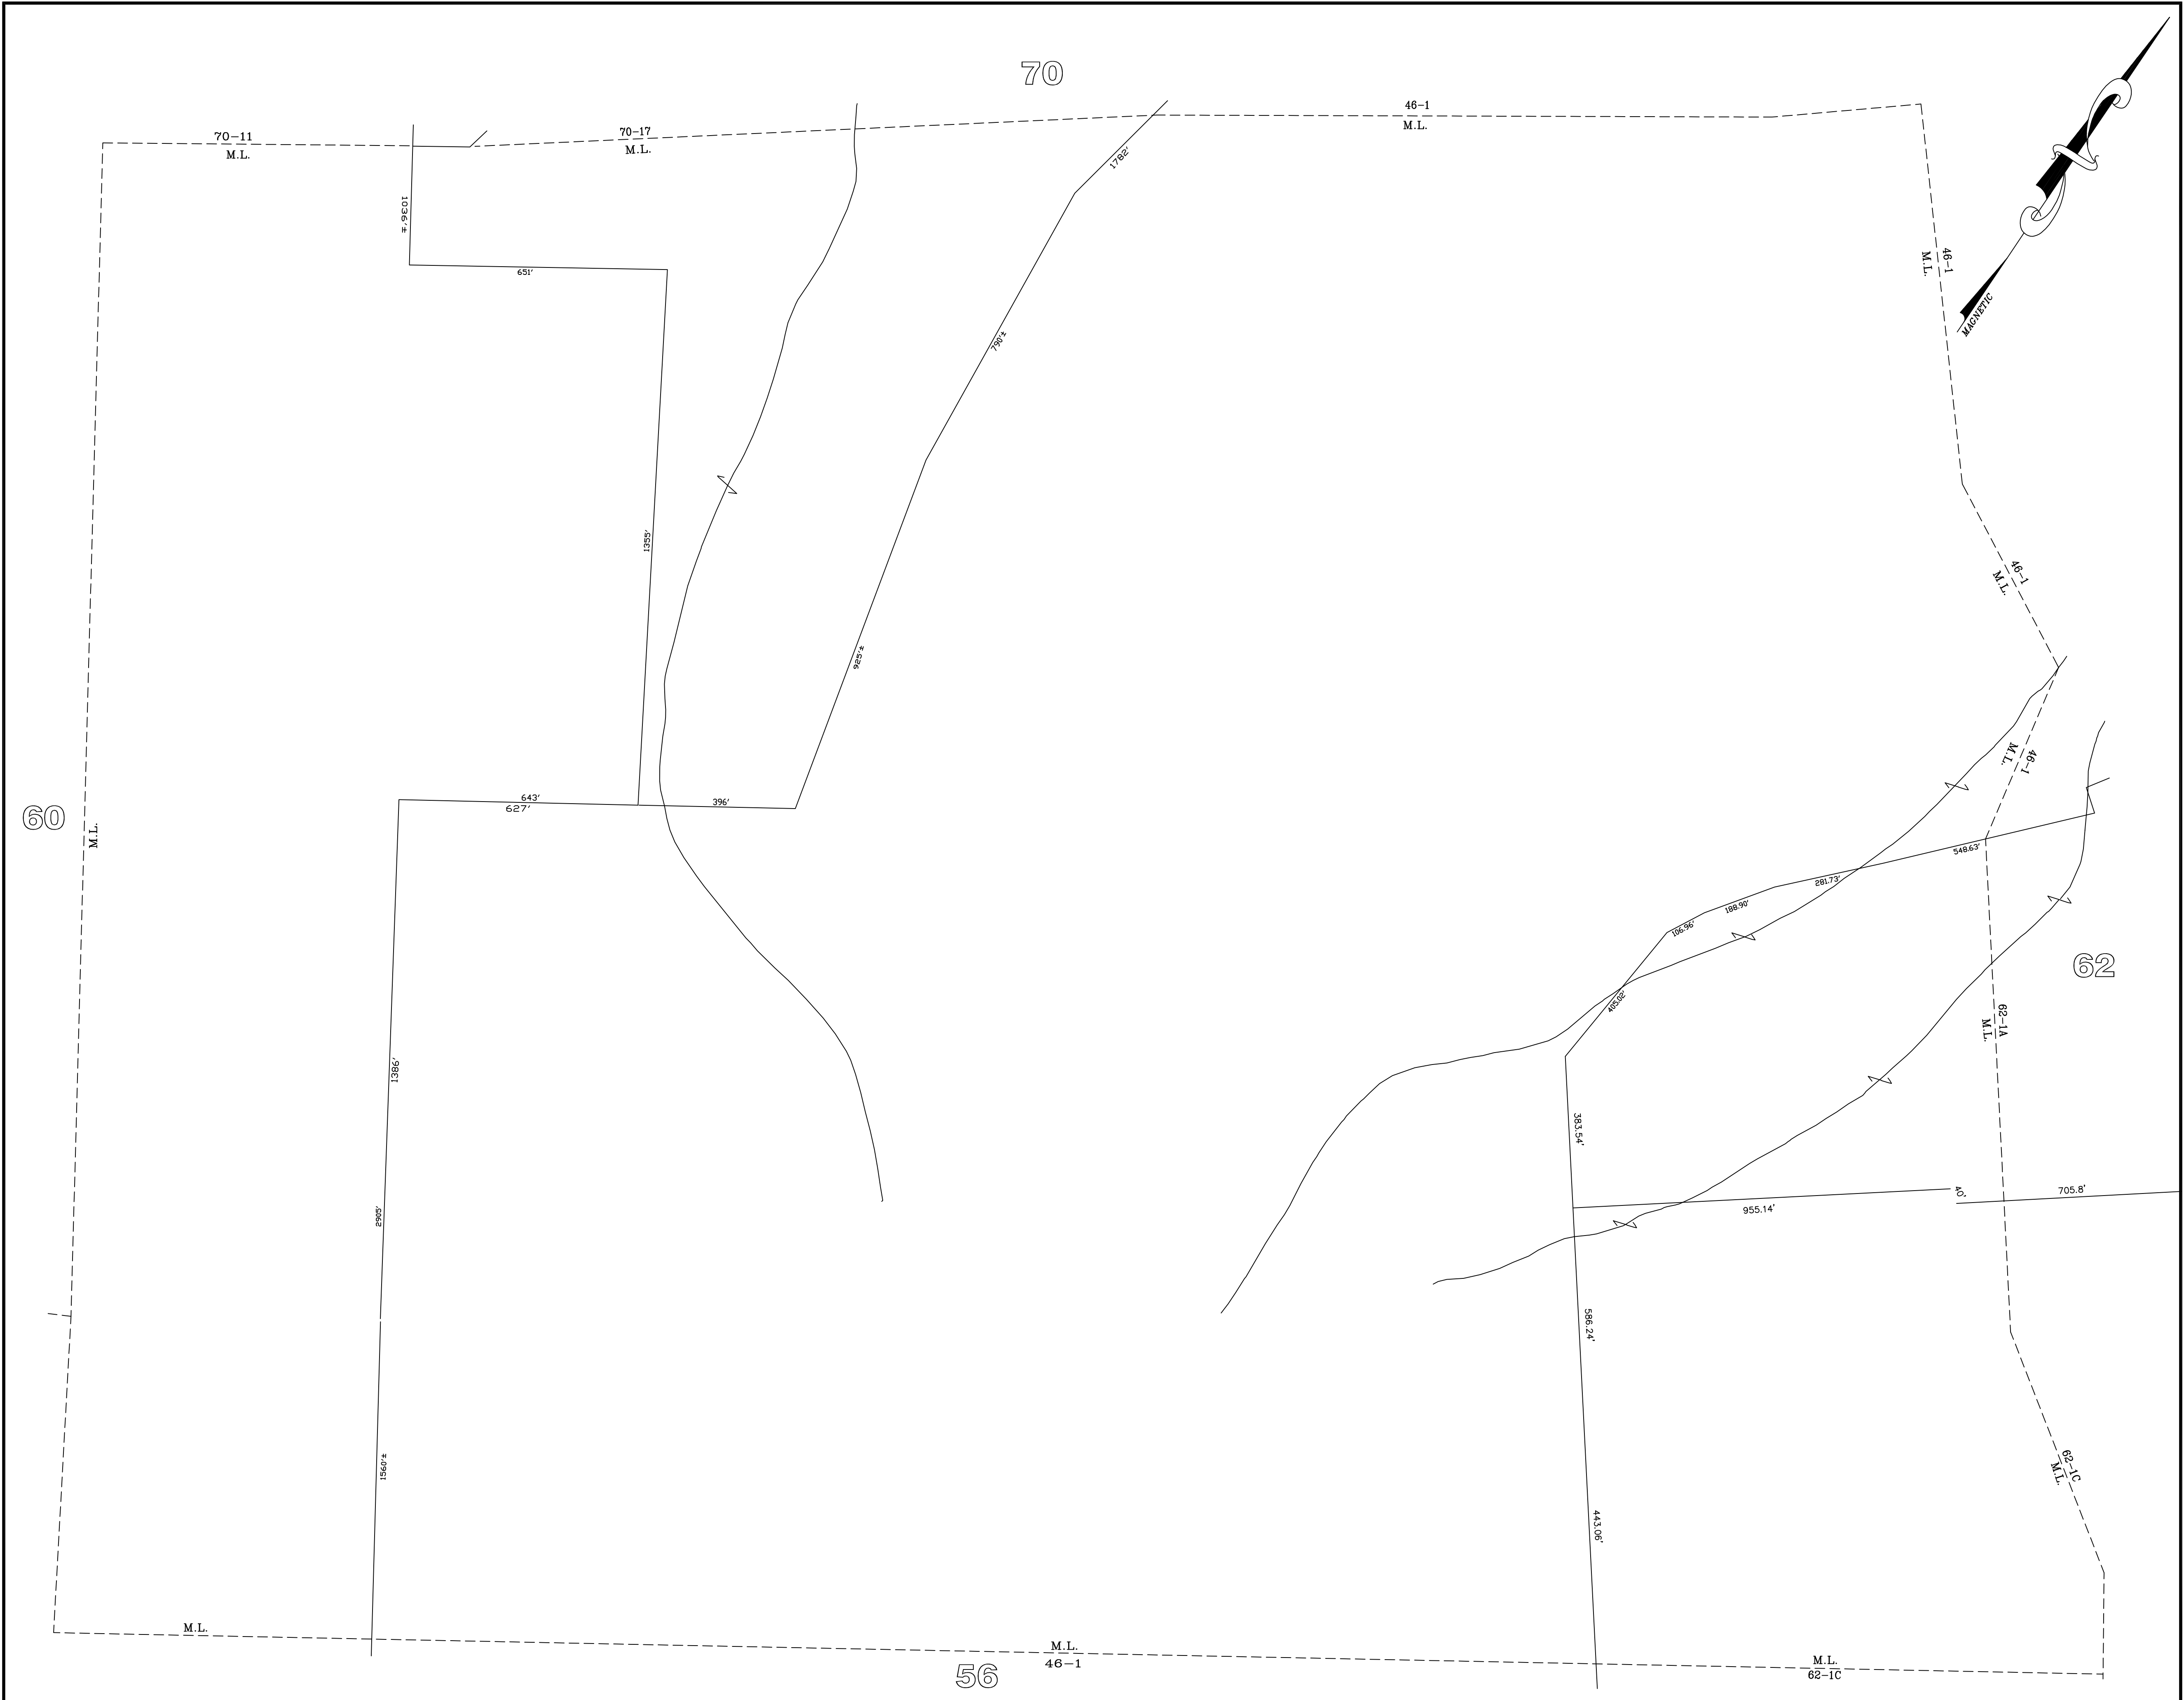 70
70-11
M.L.
70-17
M.L.
46-1
M.L.
1782'
1036'±
651'
46-1
M.L.
MAGNETIC
790'±
1355'
46-1
M.L.
925'±
46-1
M.L.
643'
627'
396'
60
M.L.
548.63'
281.73'
188.90'
106.96'
62
405.02'
62-1A
M.L.
1386'
383.54'
2905'
955.14'
40'
705.8'
586.24'
1560'±
62-1C
M.L.
443.06'
M.L.
M.L.
46-1
56
M.L.
62-1C